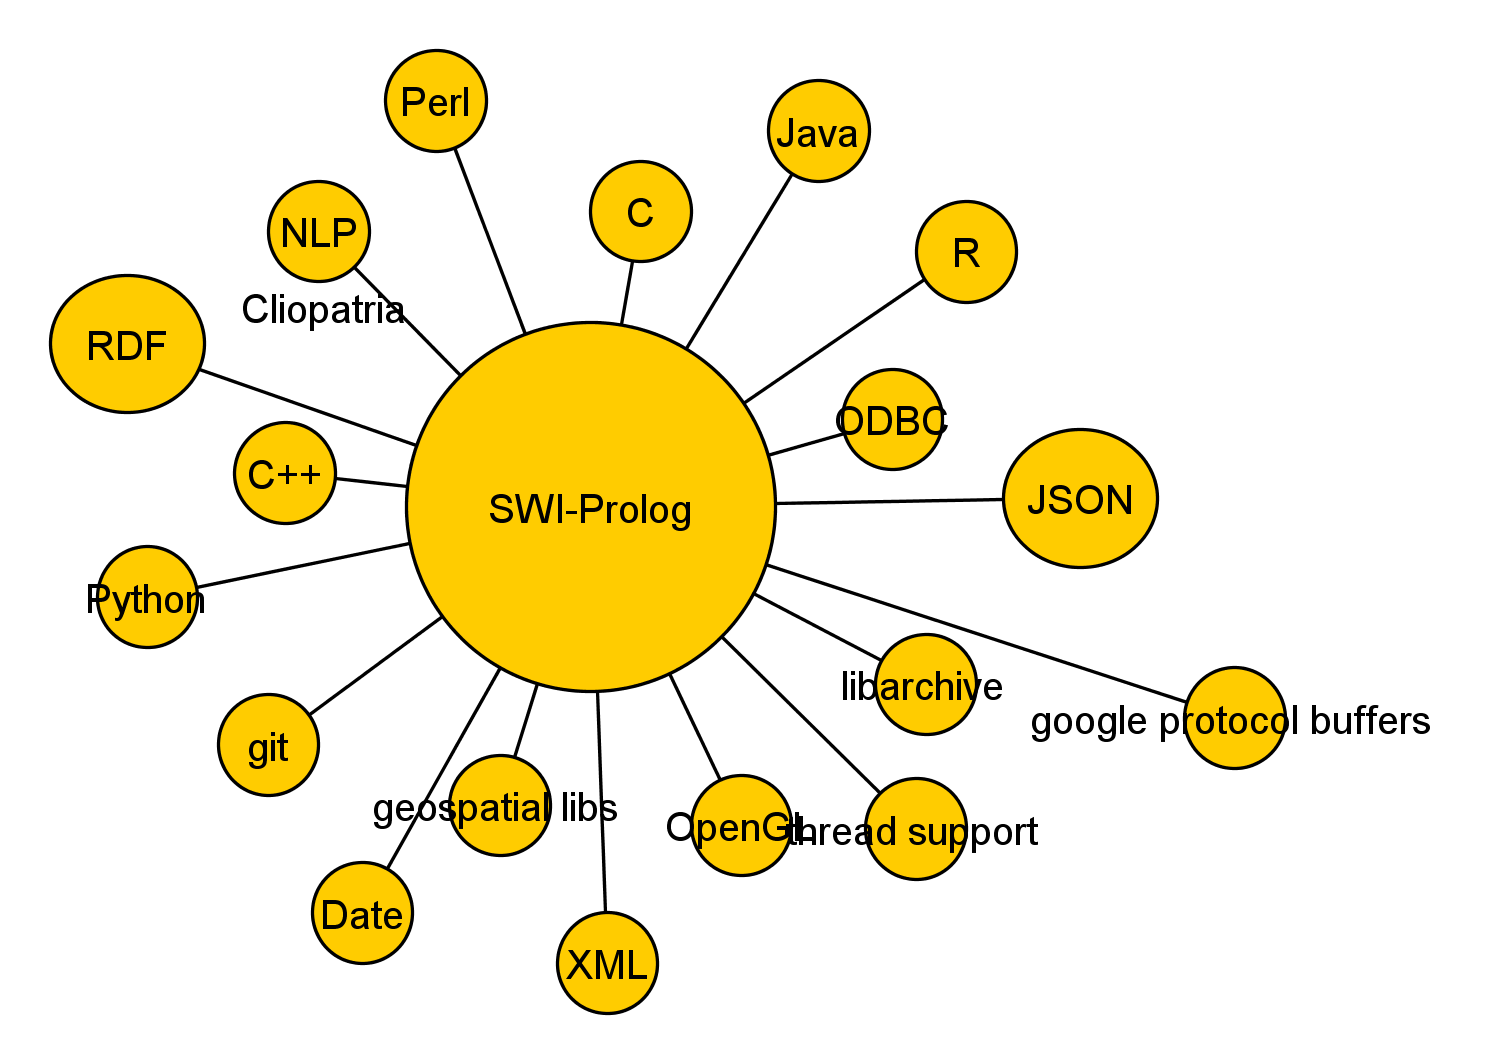 Perl
Java
C
NLP
R
Cliopatria
RDF
ODBC
C++
JSON
SWI-Prolog
Python
libarchive
google protocol buffers
git
geospatial libs
OpenGL
thread support
Date
XML